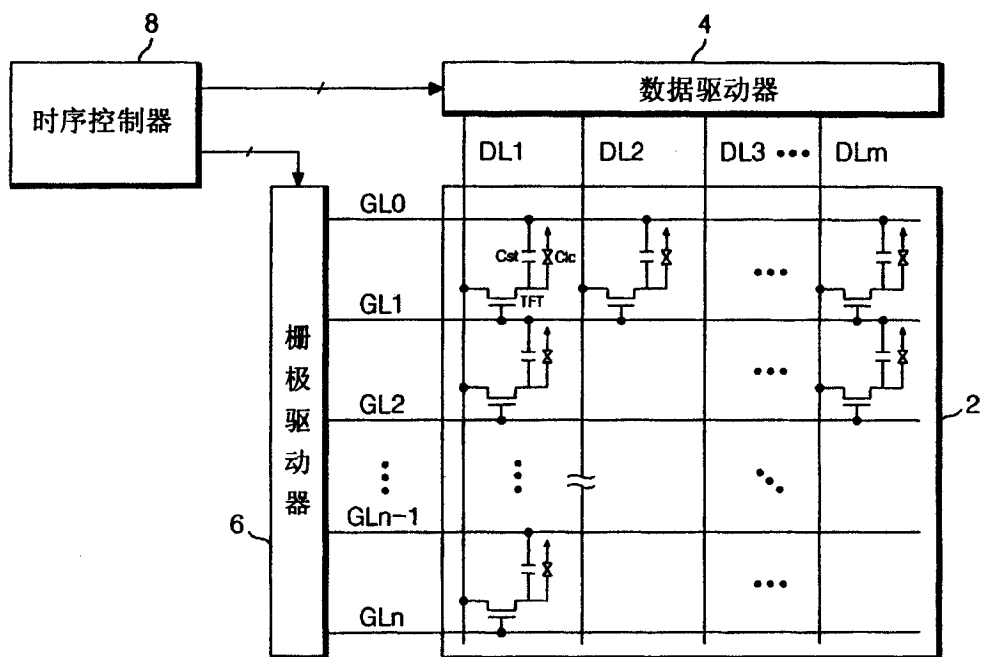 8
4
时序控制器
数据驱动器
DL1 DL2 DL3 ••• DLm
GL0
Cst Clc
TFT
GL1
栅极驱动器
GL2
2
GLn-1
6
GLn